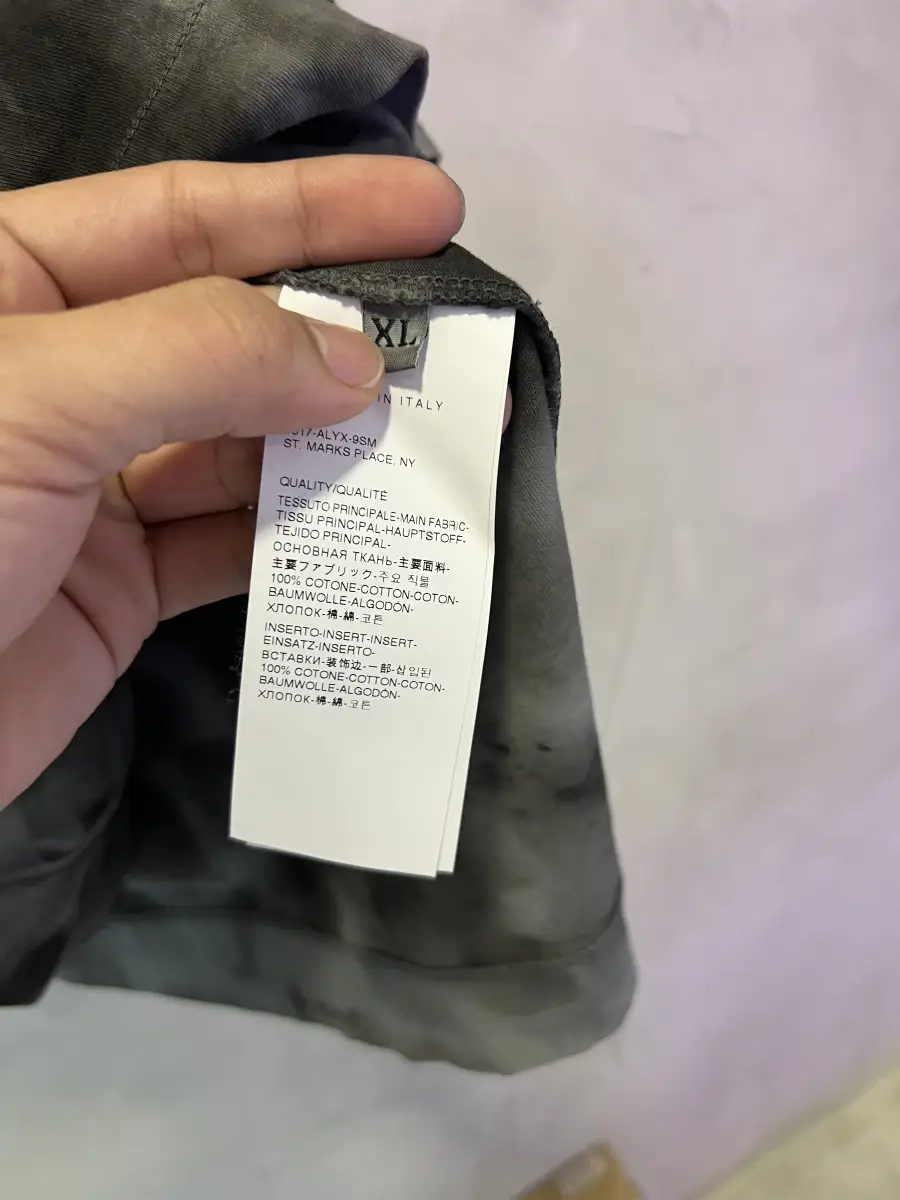 XL
IN ITALY
17-ALYX-9SM
ST. MARKS PLACE, NY
QUALITY/QUALITÉ
TESSUTO PRINCIPALE-MAIN FABRIC-
TISSU PRINCIPAL-HAUPTSTOFF-
TEJIDO PRINCIPAL-
ОСНОВНАЯ ТКАНЬ-主要面料-
主要ファブリック-주요 직물
100% COTONE-COTTON-COTON-
BAUMWOLLE-ALGODÓN-
ХЛОПОК-棉-綿-코튼
INSERTO-INSERT-INSERT-
EINSATZ-INSERTO-
ВСТАВКИ-装饰边-一部-삽입된
100% COTONE-COTTON-COTON-
BAUMWOLLE-ALGODÓN-
ХЛОПОК-棉-綿-코튼